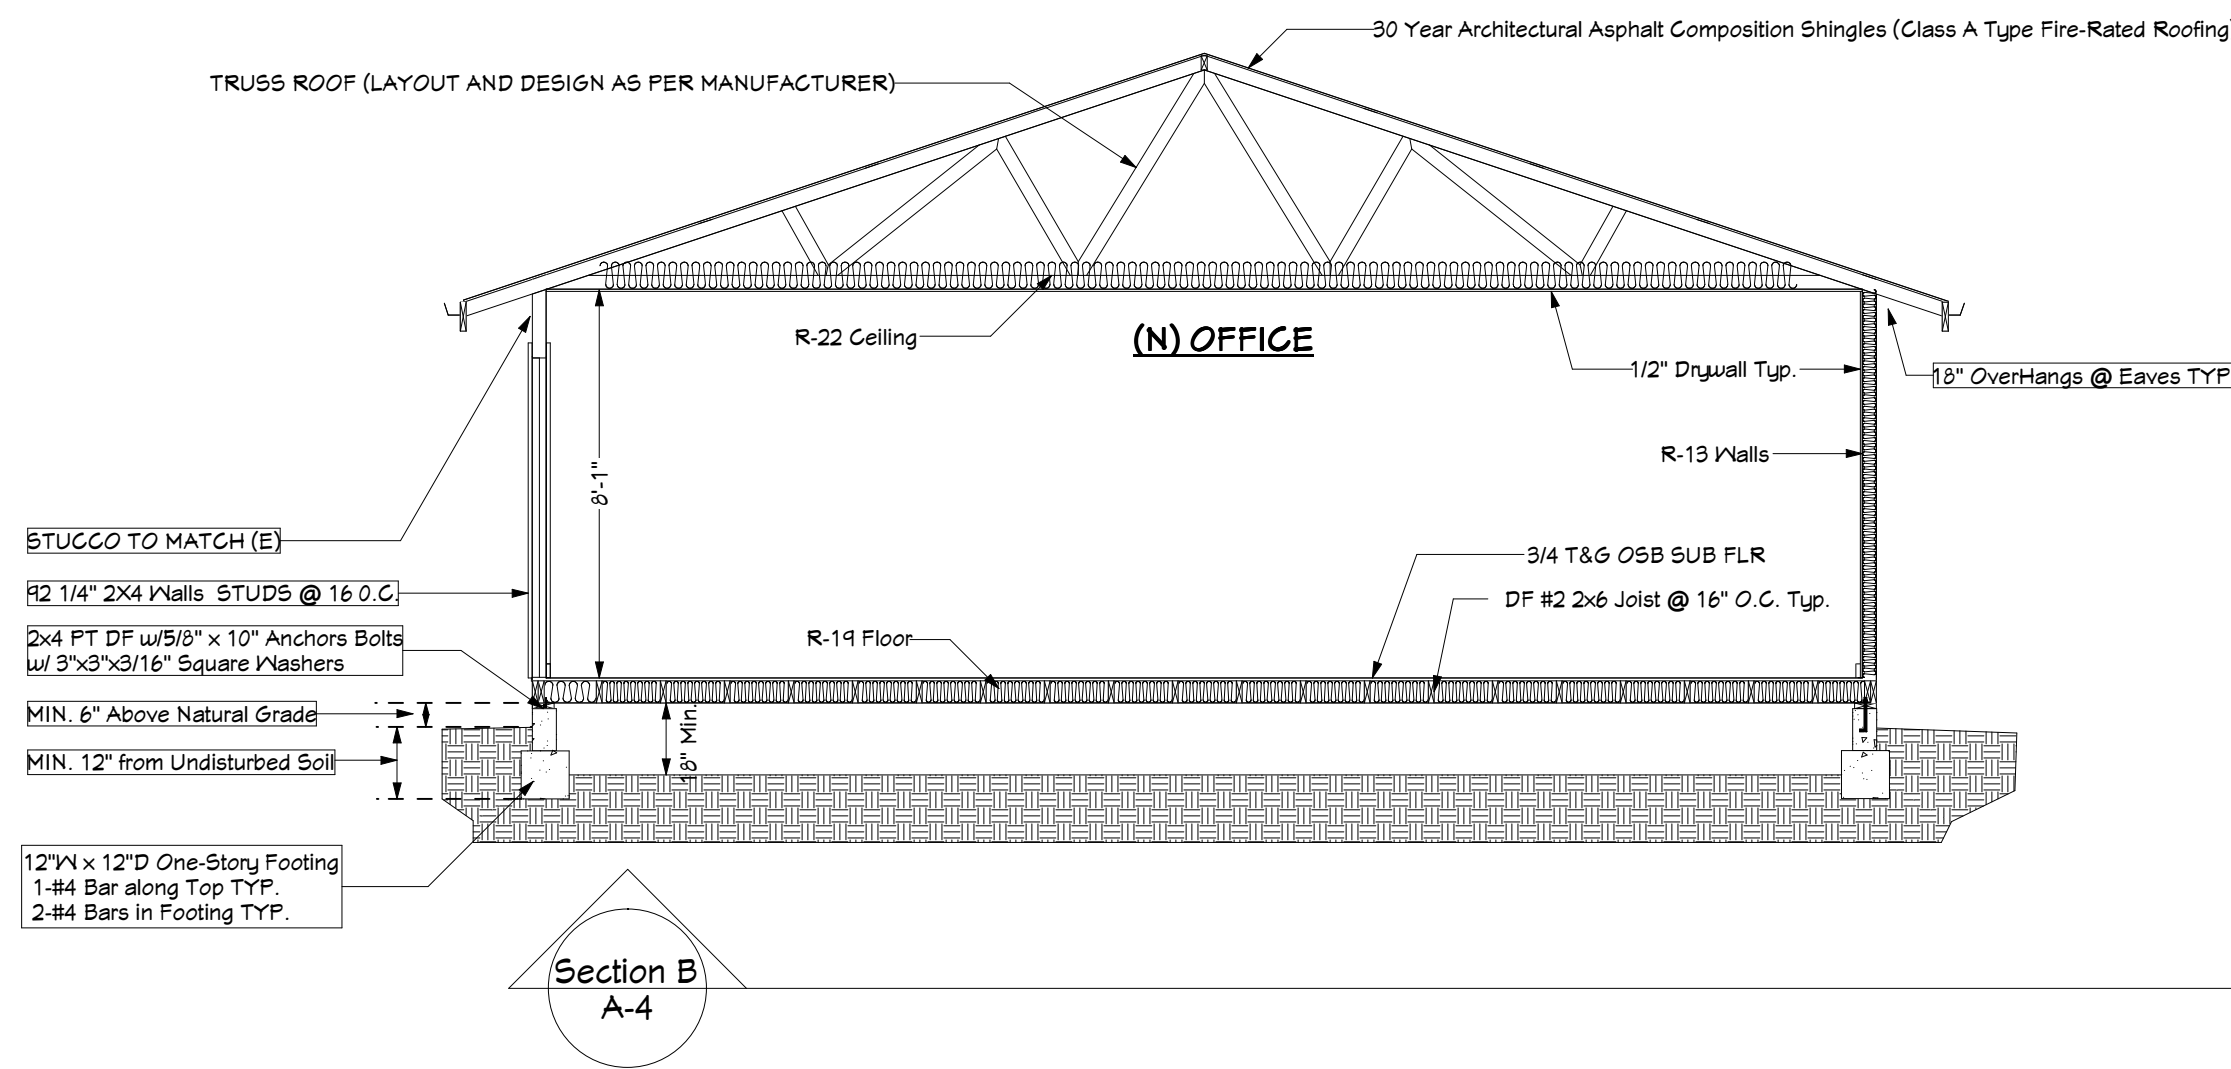 30 Year Architectural Asphalt Composition Shingles (Class A Type Fire-Rated Roofing)
TRUSS ROOF (LAYOUT AND DESIGN AS PER MANUFACTURER)
R-22 Ceiling
(N) OFFICE
1/2" Drywall Typ.
18" OverHangs @ Eaves TYP
R-13 Walls
8'-1"
STUCCO TO MATCH (E)
3/4 T&G OSB SUB FLR
92 1/4" 2X4 Walls STUDS @ 16 O.C.
DF #2 2x6 Joist @ 16" O.C. Typ.
2x4 PT DF w/5/8" x 10" Anchors Bolts
w/ 3"x3"x3/16" Square Washers
R-19 Floor
MIN. 6" Above Natural Grade
18" Min.
MIN. 12" from Undisturbed Soil
12"W x 12"D One-Story Footing
1-#4 Bar along Top TYP.
2-#4 Bars in Footing TYP.
Section B
A-4